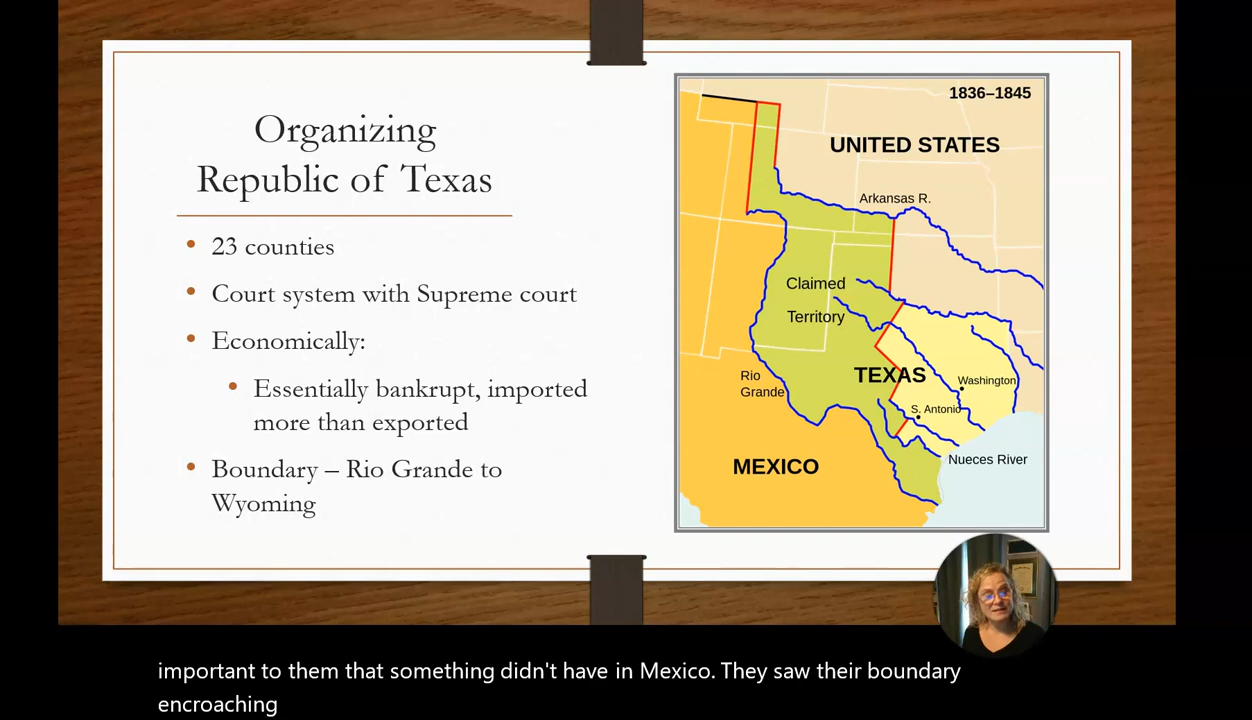 Organizing
Republic of Texas
• 23 counties
• Court system with Supreme court
• Economically:
• Essentially bankrupt, imported
more than exported
• Boundary – Rio Grande to
Wyoming
1836–1845
UNITED STATES
Arkansas R.
Claimed
Territory
TEXAS
Rio
Grande
Washington
S. Antonio
MEXICO
Nueces River
important to them that something didn't have in Mexico. They saw their boundary
encroaching